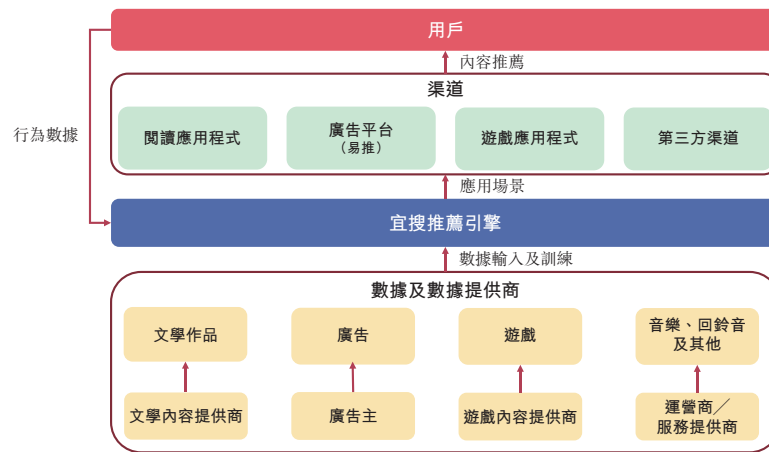 用戶
內容推薦
渠道
行為數據
閱讀應用程式
廣告平台
（易推）
遊戲應用程式
第三方渠道
應用場景
宜搜推薦引擎
數據輸入及訓練
數據及數據提供商
文學作品
廣告
遊戲
音樂、回鈴音
及其他
文學內容提供商
廣告主
遊戲內容提供商
運營商／
服務提供商